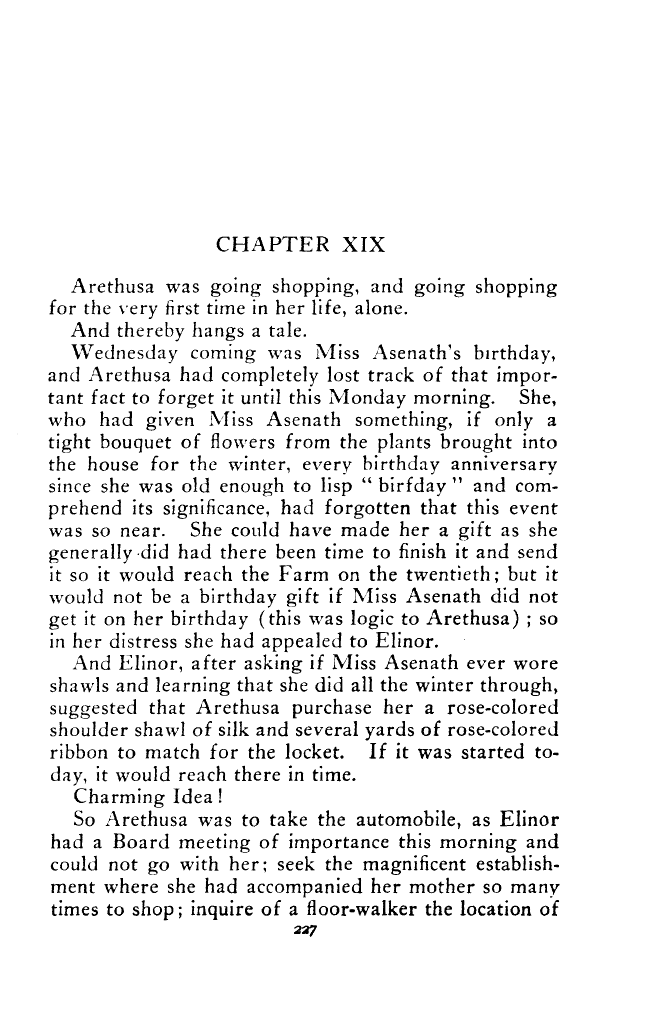 CHAPTER XIX
Arethusa was going shopping, and going shopping
for the very first time in her life, alone.
And thereby hangs a tale.
Wednesday coming was Miss Asenath's birthday,
and Arethusa had completely lost track of that impor-
tant fact to forget it until this Monday morning. She,
who had given Miss Asenath something, if only a
tight bouquet of flowers from the plants brought into
the house for the winter, every birthday anniversary
since she was old enough to lisp " birfday " and com-
prehend its significance, had forgotten that this event
was so near. She could have made her a gift as she
generally did had there been time to finish it and send
it so it would reach the Farm on the twentieth; but it
would not be a birthday gift if Miss Asenath did not
get it on her birthday (this was logic to Arethusa) ; so
in her distress she had appealed to Elinor.
And Elinor, after asking if Miss Asenath ever wore
shawls and learning that she did all the winter through,
suggested that Arethusa purchase her a rose-colored
shoulder shawl of silk and several yards of rose-colored
ribbon to match for the locket. If it was started to-
day, it would reach there in time.
Charming Idea!
So Arethusa was to take the automobile, as Elinor
had a Board meeting of importance this morning and
could not go with her; seek the magnificent establish-
ment where she had accompanied her mother so many
times to shop; inquire of a floor-walker the location of
227